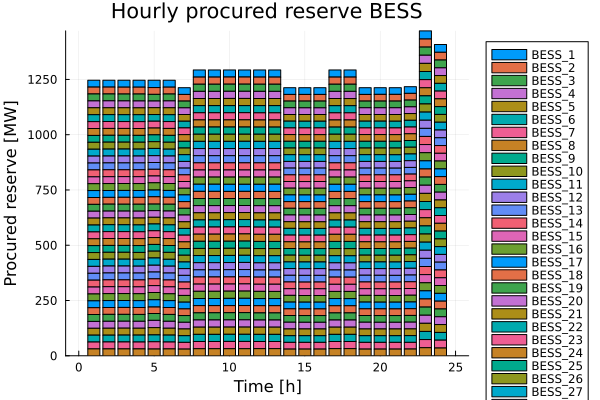 Hourly procured reserve BESS
Procured reserve [MW]
1250
1000
750
500
250
0
0 5 10 15 20 25
Time [h]
BESS_1
BESS_2
BESS_3
BESS_4
BESS_5
BESS_6
BESS_7
BESS_8
BESS_9
BESS_10
BESS_11
BESS_12
BESS_13
BESS_14
BESS_15
BESS_16
BESS_17
BESS_18
BESS_19
BESS_20
BESS_21
BESS_22
BESS_23
BESS_24
BESS_25
BESS_26
BESS_27